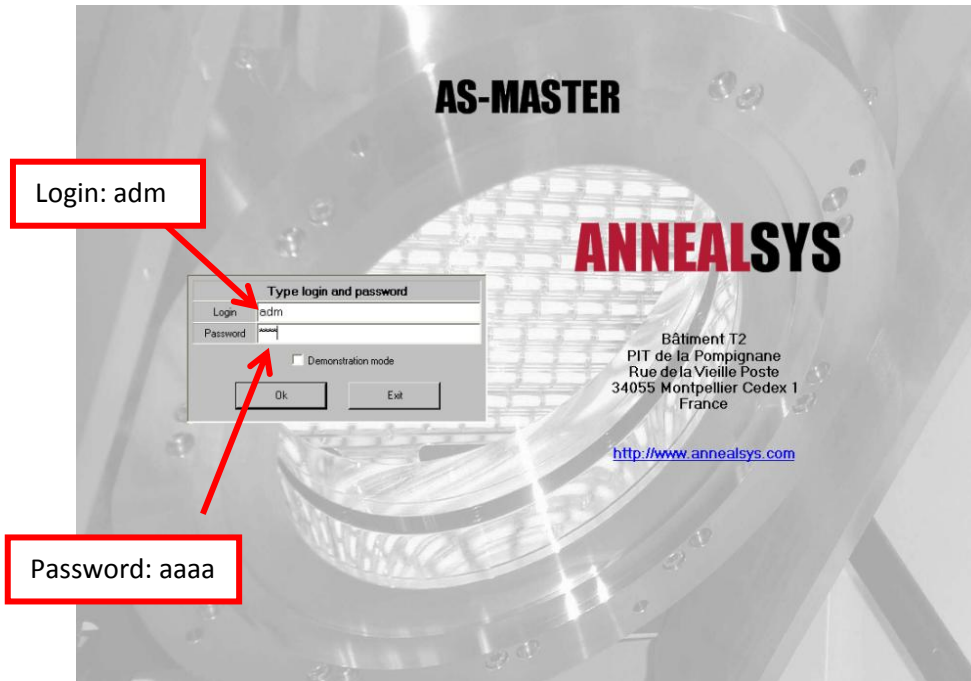 AS-MASTER
Login: adm
ANNEALSYS
Type login and password
Login adm
Password ****
Demonstration mode
Ok Exit
Bâtiment T2
PIT de la Pompignane
Rue de la Vieille Poste
34055 Montpellier Cedex 1
France
http://www.annealsys.com
Password: aaaa